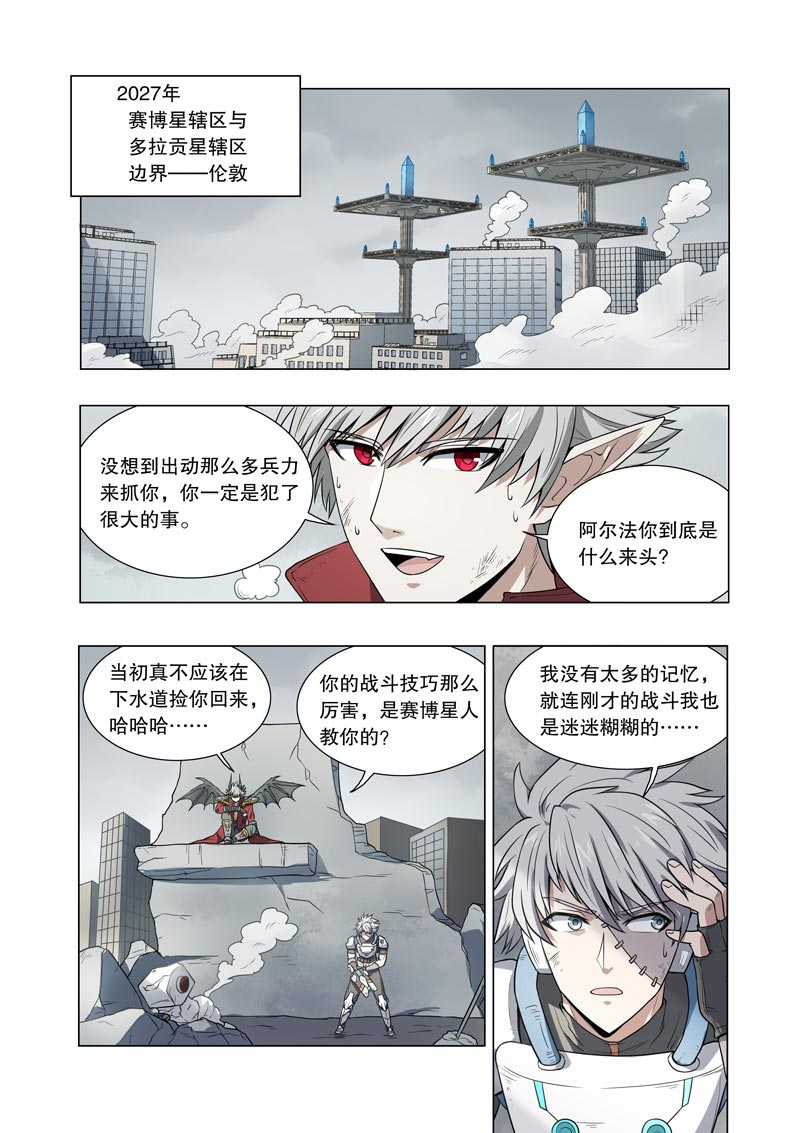 2027年
赛博星辖区与
多拉贡星辖区
边界——伦敦
没想到出动那么多兵力
来抓你，你一定是犯了
很大的事。
阿尔法你到底是
什么来头？
当初真不应该在
下水道捡你回来，
哈哈哈……
你的战斗技巧那么
厉害，是赛博星人
教你的？
我没有太多的记忆，
就连刚才的战斗我也
是迷迷糊糊的……